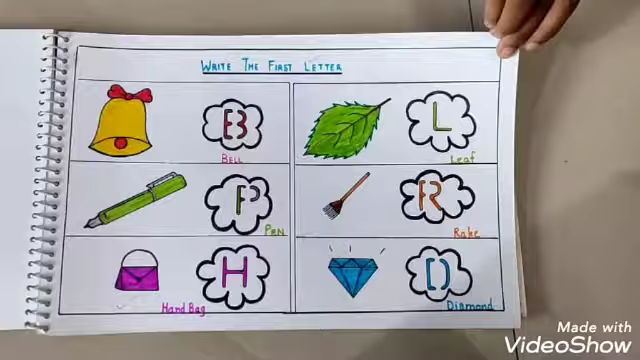 WRITE THE FIRST LETTER
B
BELL
L
Leaf
P
PEN
R
Rake
H
Hand Bag
D
Diamond
Made with
VideoShow